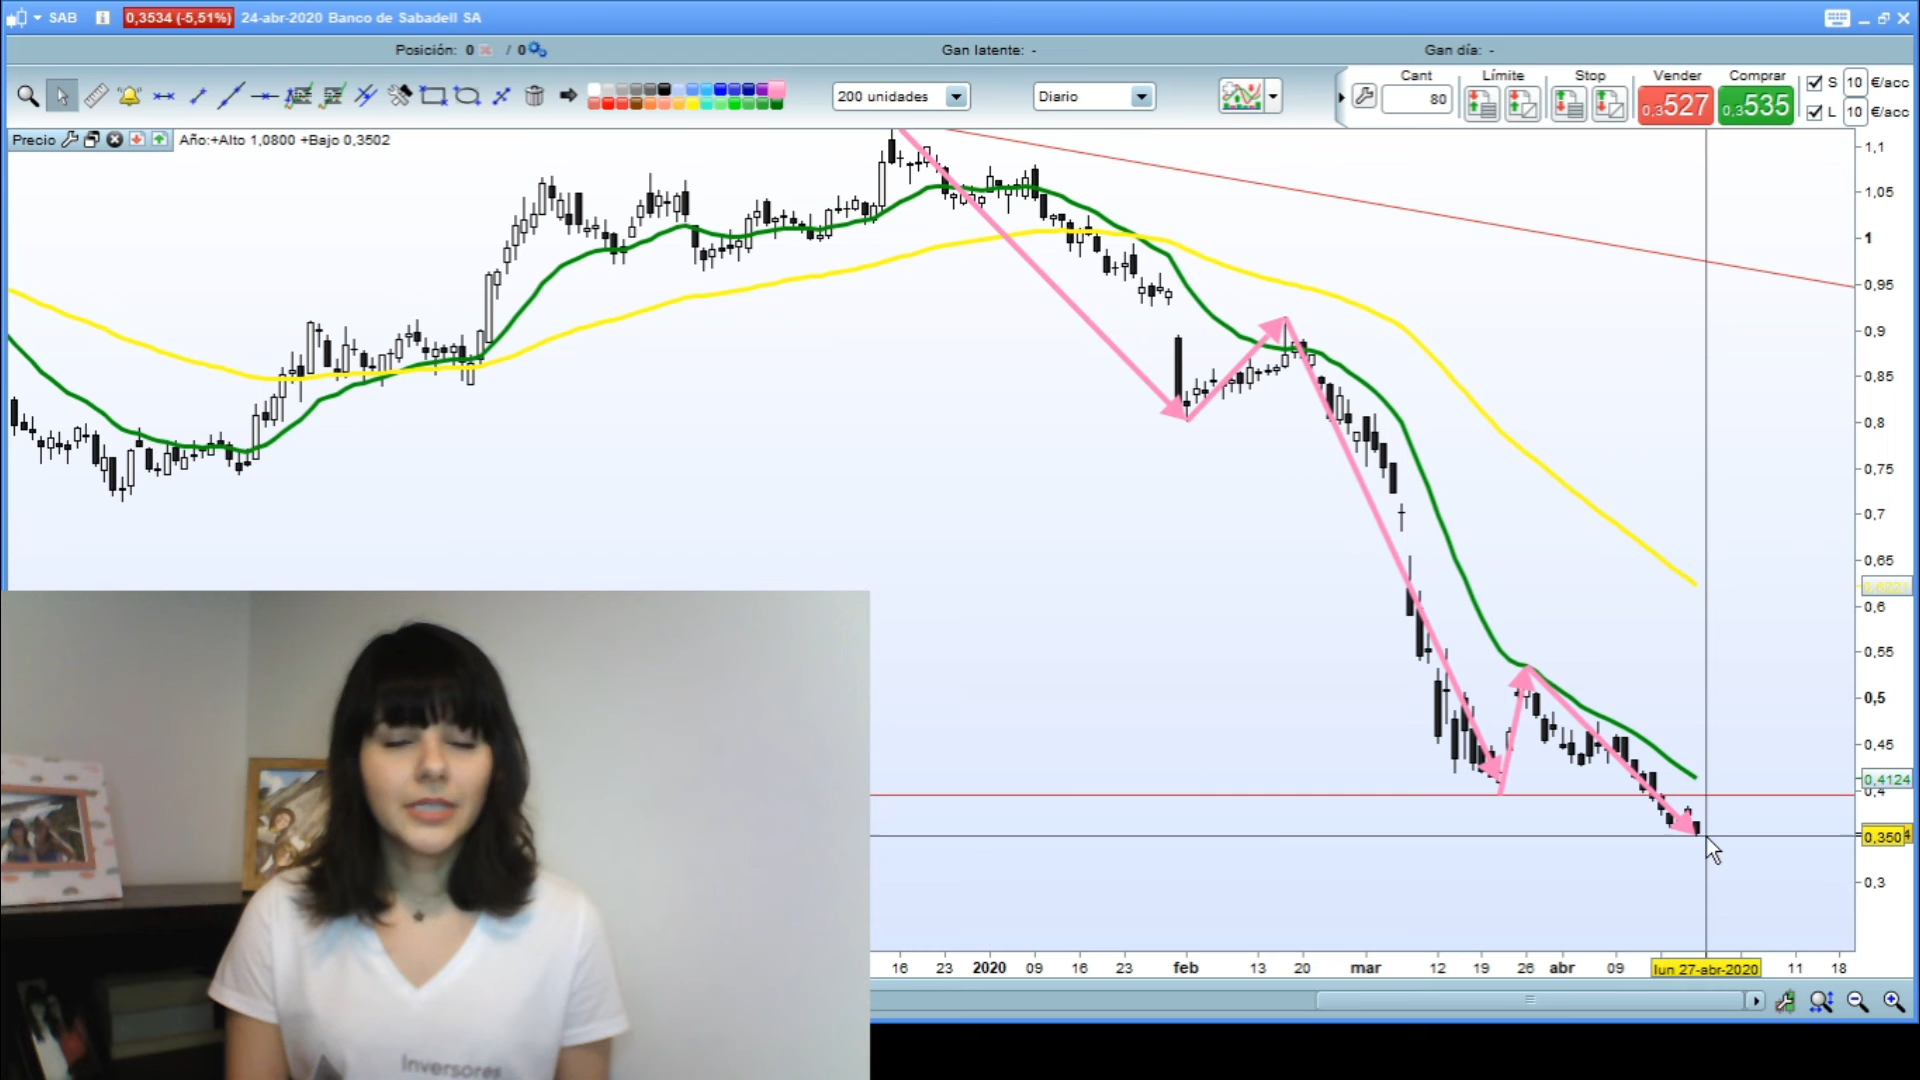 SAB 0,3534 (-5,51%) 24-abr-2020 Banco de Sabadell SA
Posición: 0 / 0 Gan latente: - Gan día: -
Cant Límite Stop Vender Comprar S 10 €/acc
200 unidades Diario 80 0,3527 0,3535 L 10 €/acc
Precio Año:+Alto 1,0800 +Bajo 0,3502
1,1
1,05
1
0,95
0,9
0,85
0,8
0,75
0,7
0,65
0,6
0,55
0,5
0,45
0,4124
0,4
0,350
0,3
16 23 2020 09 16 23 feb 13 20 mar 12 19 26 abr 09 lun 27-abr-2020 11 18
Inversores